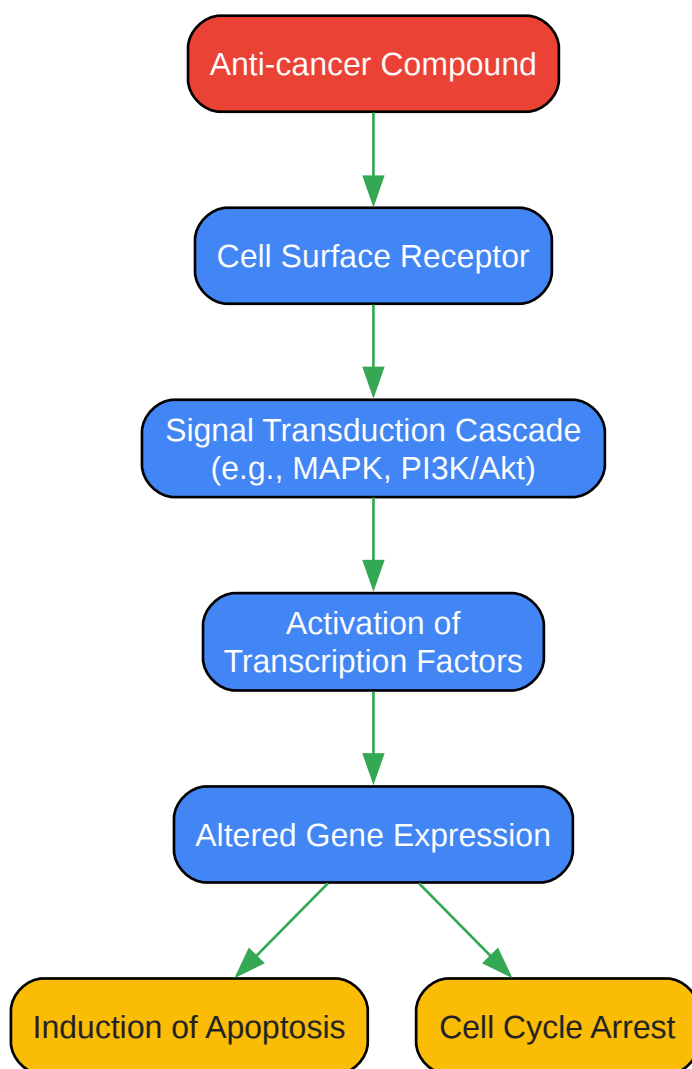 Anti-cancer Compound
Cell Surface Receptor
Signal Transduction Cascade
(e.g., MAPK, PI3K/Akt)
Activation of
Transcription Factors
Altered Gene Expression
Induction of Apoptosis
Cell Cycle Arrest